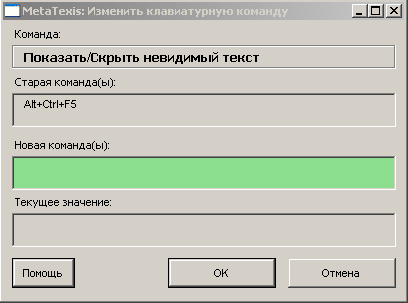 MetaTexis: Изменить клавиатурную команду
Команда:
Показать/Скрыть невидимый текст
Старая команда(ы):
Alt+Ctrl+F5
Новая команда(ы):
Текущее значение:
Помощь OK Отмена